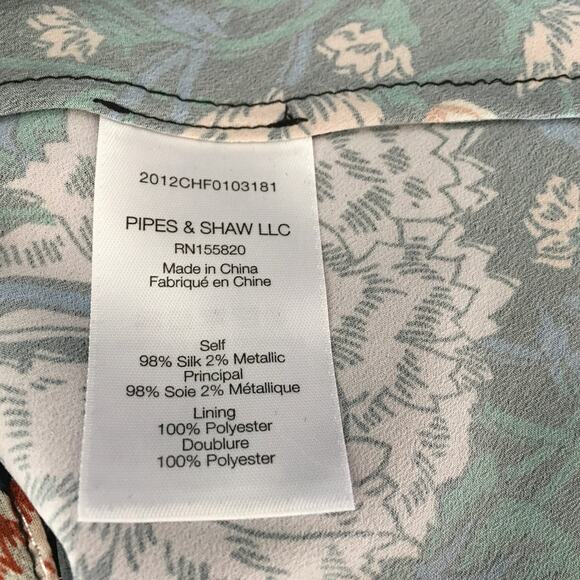 2012CHF0103181
PIPES & SHAW LLC
RN155820
Made in China
Fabriqué en Chine
Self
98% Silk 2% Metallic
Principal
98% Soie 2% Métallique
Lining
100% Polyester
Doublure
100% Polyester